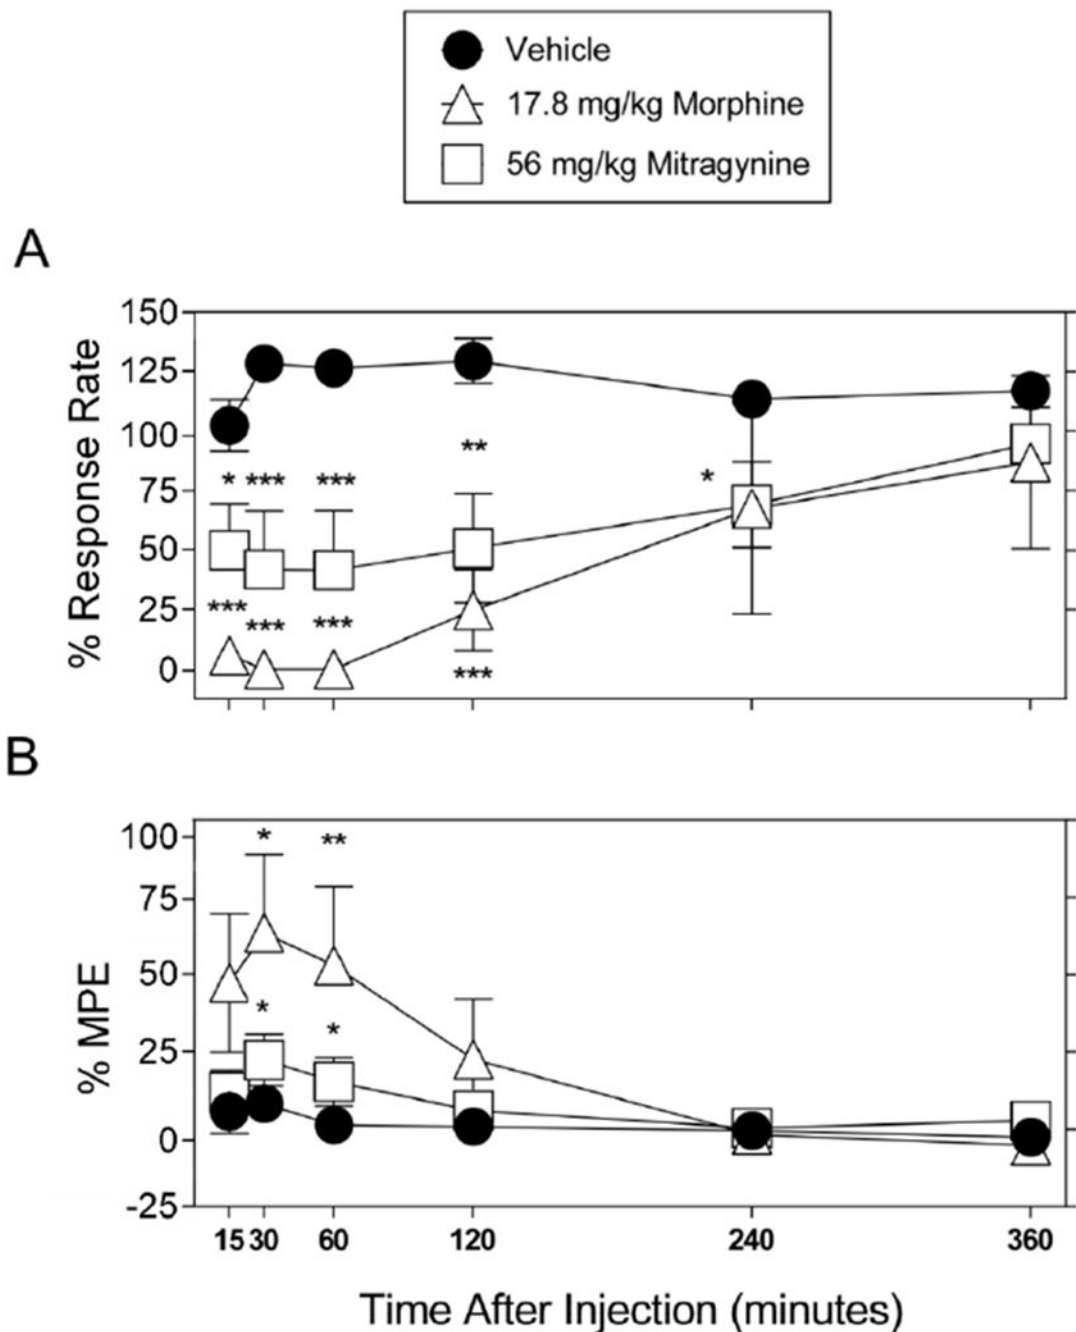 Vehicle
17.8 mg/kg Morphine
56 mg/kg Mitragynine
A
150
125
100
75
50
25
0
% Response Rate
* *** ***
**
*
*** *** ***
***
B
100
75
50
25
0
-25
% MPE
* **
* *
15 30 60 120 240 360
Time After Injection (minutes)